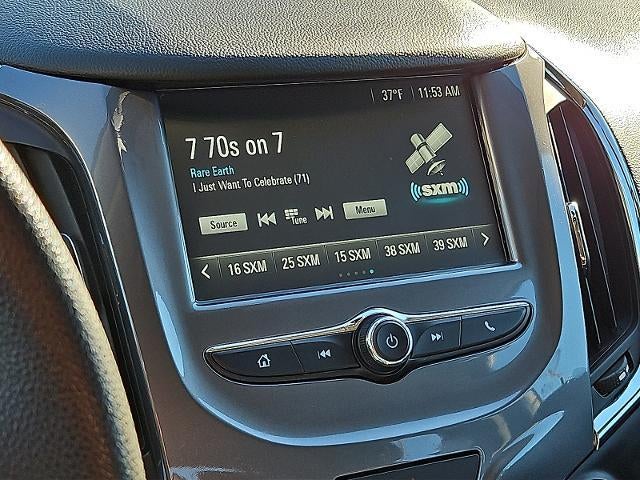 37°F 11:53 AM
7 70s on 7
Rare Earth
I Just Want To Celebrate (71)
((sxm))
Source Tune Menu
16 SXM 25 SXM 15 SXM 38 SXM 39 SXM